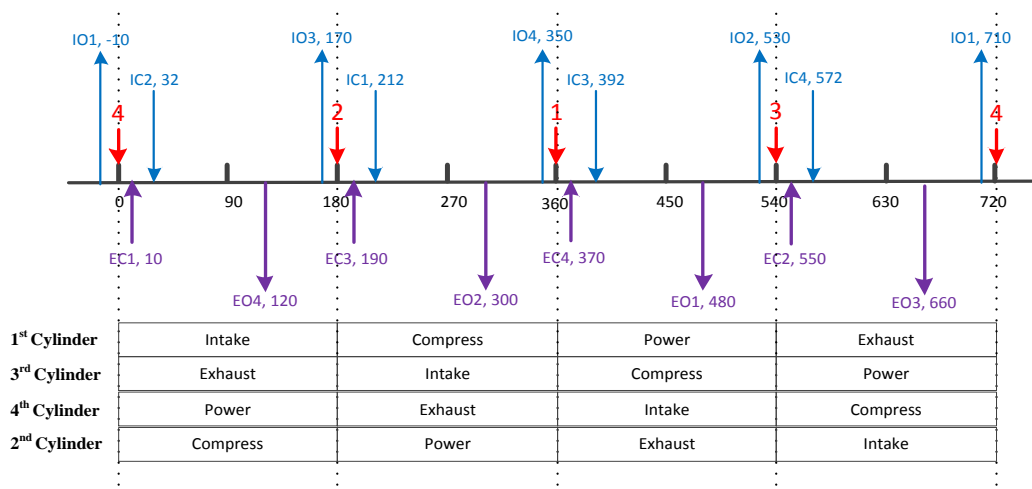 IO1, -10 IO3, 170 IO4, 350 IO2, 530 IO1, 710
IC2, 32 IC1, 212 IC3, 392 IC4, 572
4 2 1 3 4
0 90 180 270 360 450 540 630 720
EC1, 10 EC3, 190 EC4, 370 EC2, 550
EO4, 120 EO2, 300 EO1, 480 EO3, 660
1st Cylinder Intake Compress Power Exhaust
3rd Cylinder Exhaust Intake Compress Power
4th Cylinder Power Exhaust Intake Compress
2nd Cylinder Compress Power Exhaust Intake